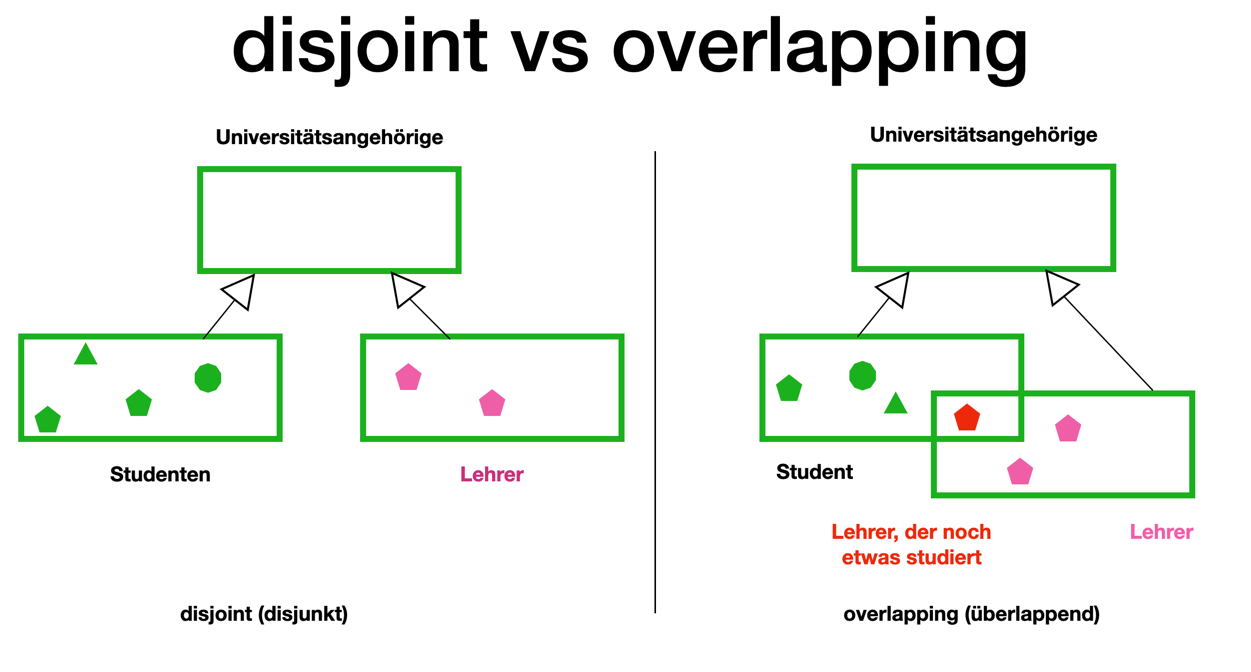 disjoint vs overlapping
Universitätsangehörige
Studenten
Lehrer
disjoint (disjunkt)
Universitätsangehörige
Student
Lehrer, der noch
etwas studiert
Lehrer
overlapping (überlappend)